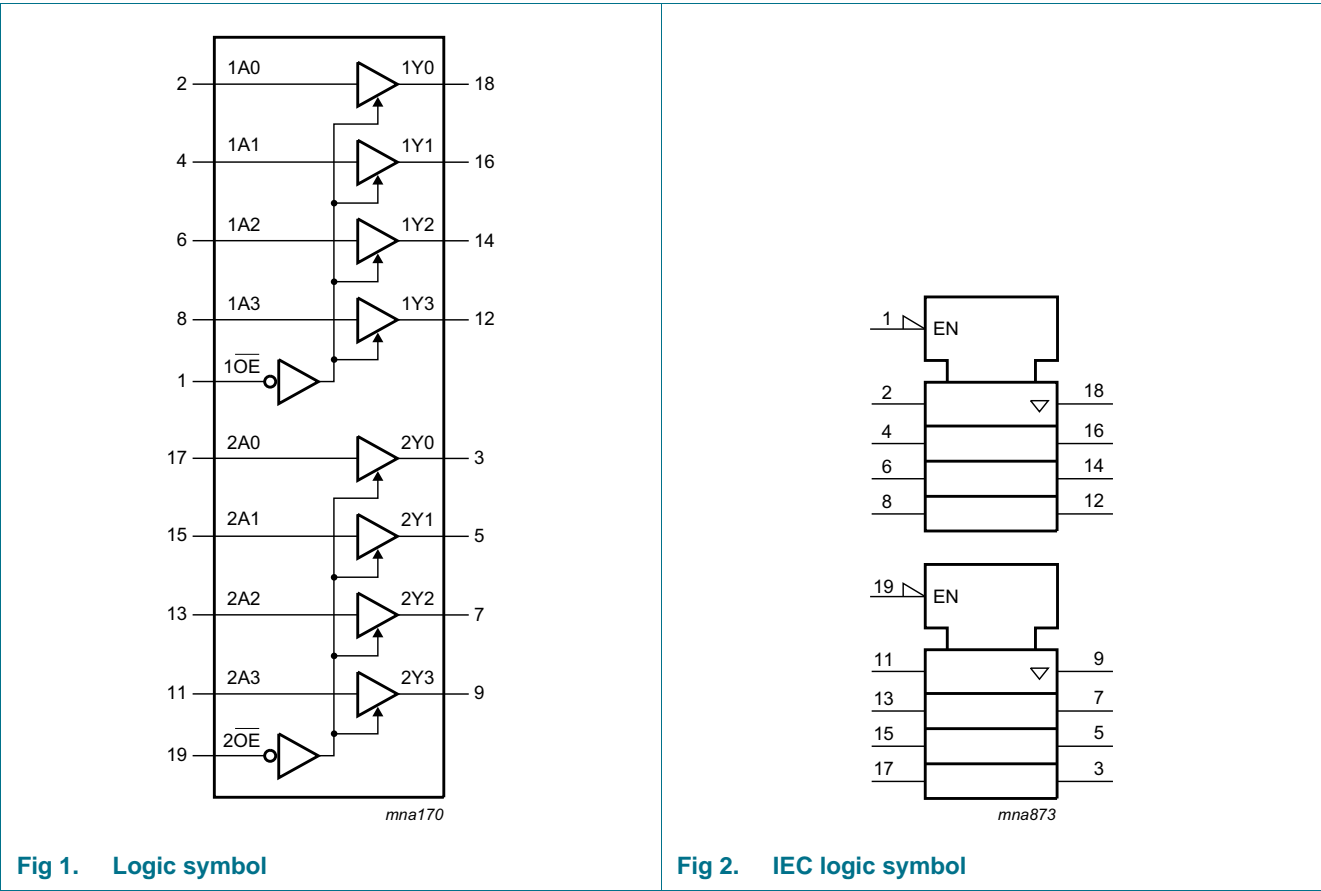 2 1A0 1Y0 18
4 1A1 1Y1 16
6 1A2 1Y2 14
8 1A3 1Y3 12
1 1O̅E̅
17 2A0 2Y0 3
15 2A1 2Y1 5
13 2A2 2Y2 7
11 2A3 2Y3 9
19 2O̅E̅
mna170
Fig 1. Logic symbol
1 EN
2 18
4 16
6 14
8 12
19 EN
11 9
13 7
15 5
17 3
mna873
Fig 2. IEC logic symbol